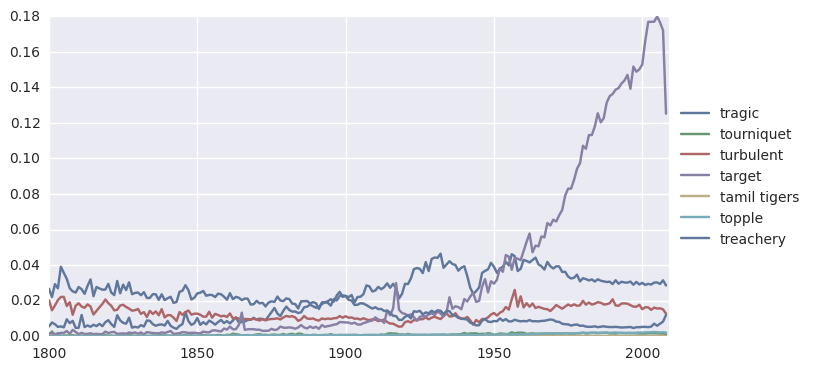 0.18
0.16
0.14
0.12
0.10
0.08
0.06
0.04
0.02
0.00
1800 1850 1900 1950 2000
tragic
tourniquet
turbulent
target
tamil tigers
topple
treachery